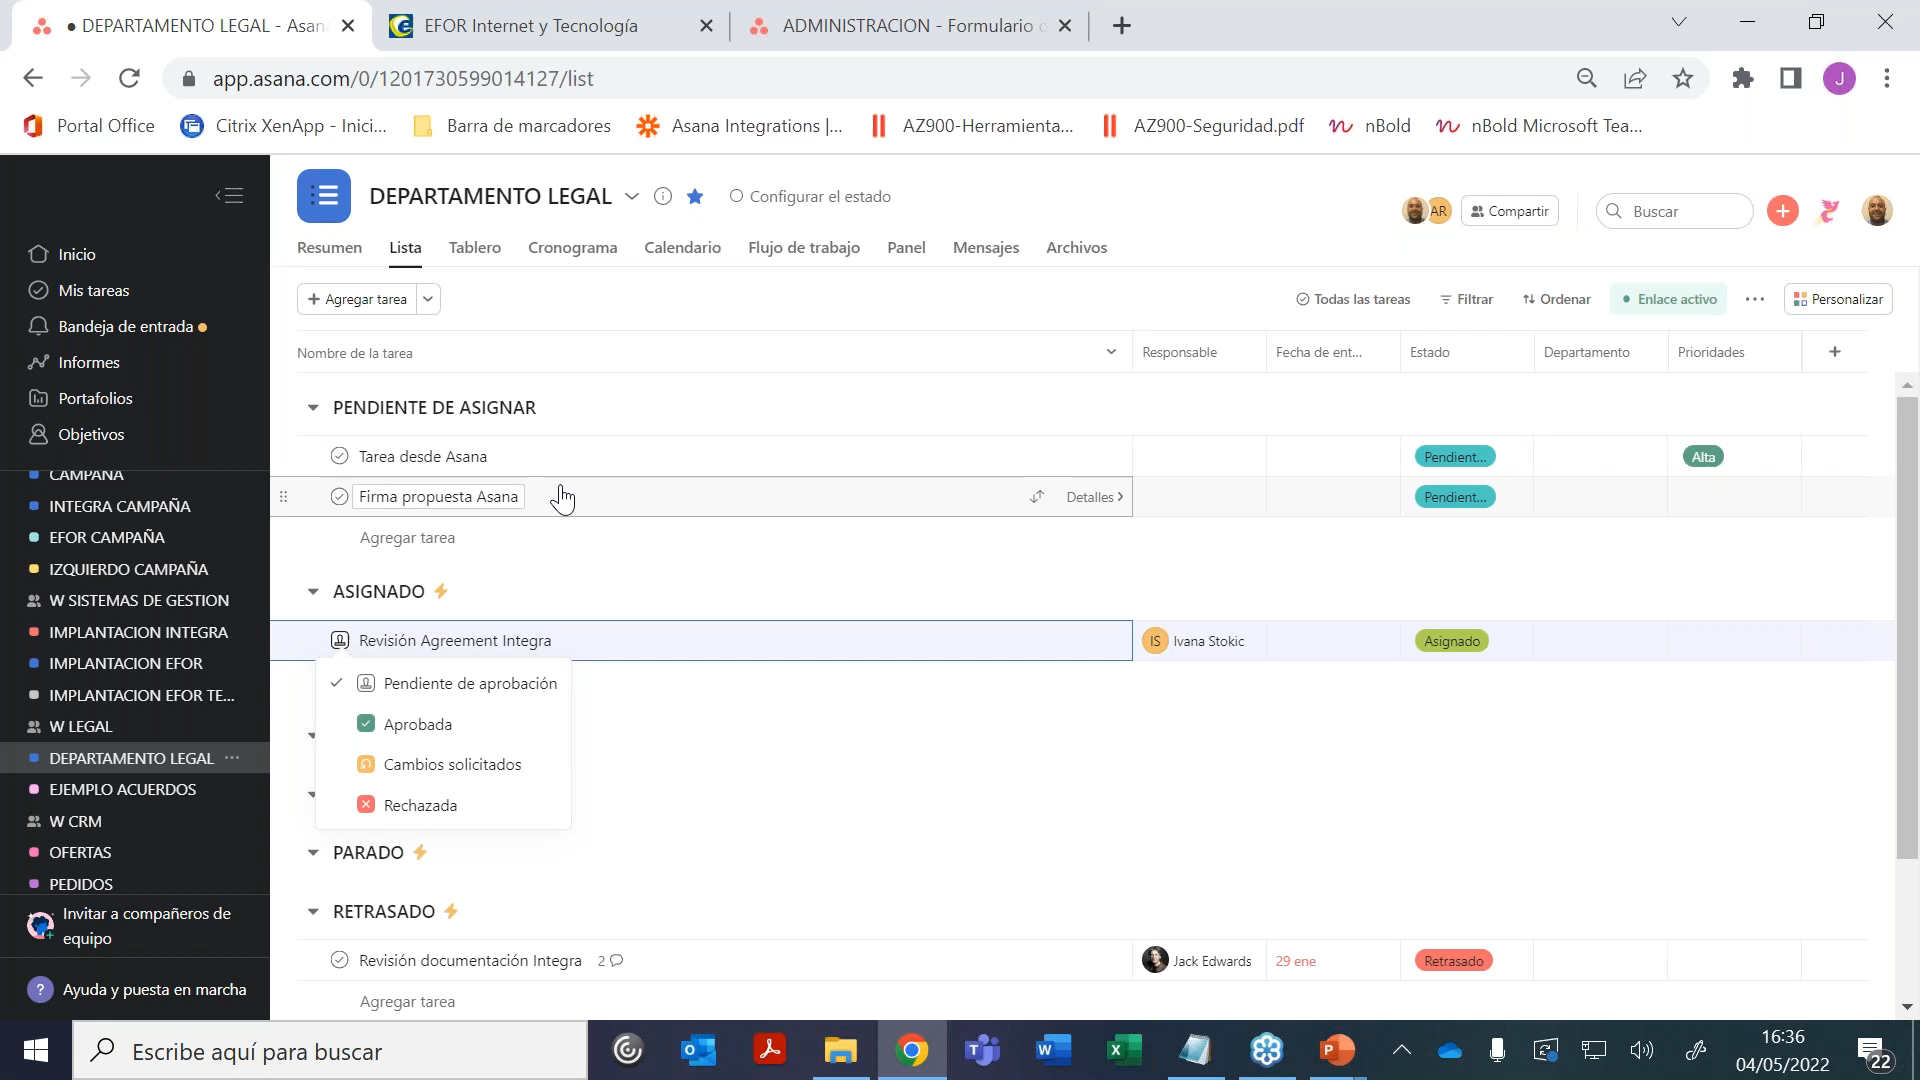 DEPARTAMENTO LEGAL - Asan
EFOR Internet y Tecnología
ADMINISTRACION - Formulario
app.asana.com/0/1201730599014127/list
J
Portal Office
Citrix XenApp - Inici...
Barra de marcadores
Asana Integrations |...
AZ900-Herramienta...
AZ900-Seguridad.pdf
nBold
nBold Microsoft Tea...
DEPARTAMENTO LEGAL
Configurar el estado
AR
Compartir
Buscar
Inicio
Mis tareas
Bandeja de entrada
Informes
Portafolios
Objetivos
CAMPAÑA
INTEGRA CAMPAÑA
EFOR CAMPAÑA
IZQUIERDO CAMPAÑA
W SISTEMAS DE GESTION
IMPLANTACION INTEGRA
IMPLANTACION EFOR
IMPLANTACION EFOR TE...
W LEGAL
DEPARTAMENTO LEGAL ...
EJEMPLO ACUERDOS
W CRM
OFERTAS
PEDIDOS
Invitar a compañeros de
equipo
? Ayuda y puesta en marcha
Resumen
Lista
Tablero
Cronograma
Calendario
Flujo de trabajo
Panel
Mensajes
Archivos
+ Agregar tarea
Todas las tareas
Filtrar
Ordenar
Enlace activo
Personalizar
Nombre de la tarea
Responsable
Fecha de ent...
Estado
Departamento
Prioridades
PENDIENTE DE ASIGNAR
Tarea desde Asana
Pendient...
Alta
Firma propuesta Asana
Detalles
Pendient...
Agregar tarea
ASIGNADO
Revisión Agreement Integra
IS Ivana Stokic
Asignado
Pendiente de aprobación
Aprobada
Cambios solicitados
Rechazada
PARADO
RETRASADO
Revisión documentación Integra 2
Jack Edwards
29 ene
Retrasado
Agregar tarea
Escribe aquí para buscar
16:36
04/05/2022
22